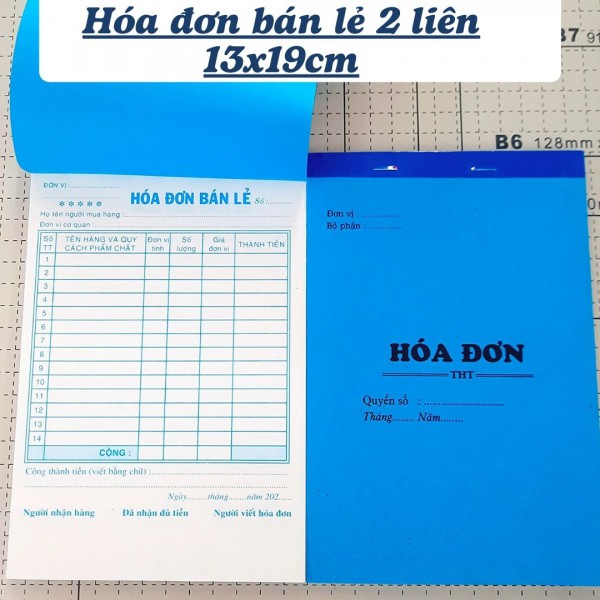 Hóa đơn bán lẻ 2 liên
13x19cm
B7 91
B6 128mm
ĐƠN VỊ :
HÓA ĐƠN BÁN LẺ Số :..........
Họ tên người mua hàng :
Đơn vị cơ quan :
Số TT TÊN HÀNG VÀ QUY CÁCH PHẨM CHẤT Đơn vị tính Số lượng Giá đơn vị THÀNH TIỀN
1
2
3
4
5
6
7
8
9
10
11
12
13
14
CỘNG :
Cộng thành tiền (viết bằng chữ) :
Ngày.......tháng.......năm 202......
Người nhận hàng Đã nhận đủ tiền Người viết hóa đơn
Đơn vị : ..............
Bộ phận : ............
HÓA ĐƠN
THT
Quyển số : ........................
Tháng........ Năm........